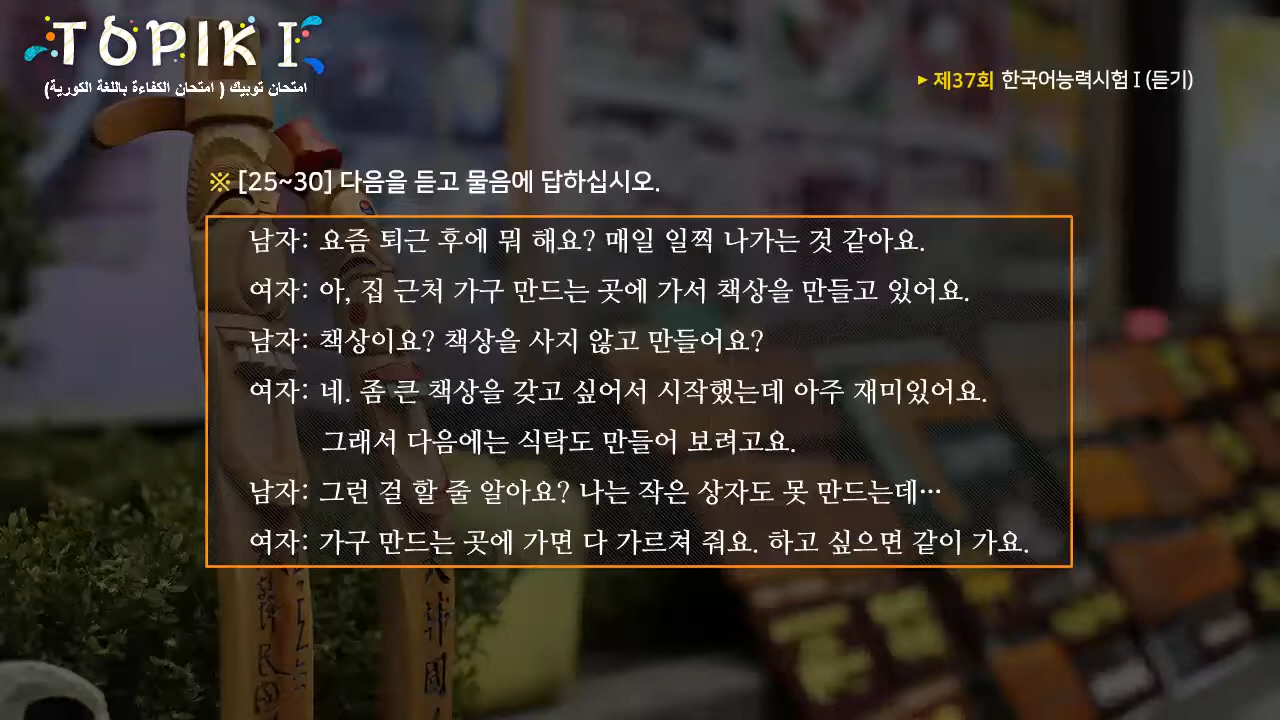 TOPIK I
امتحان توبيك ( امتحان الكفاءة باللغة الكورية)
▶ 제37회 한국어능력시험 I (듣기)
※ [25~30] 다음을 듣고 물음에 답하십시오.
남자: 요즘 퇴근 후에 뭐 해요? 매일 일찍 나가는 것 같아요.
여자: 아, 집 근처 가구 만드는 곳에 가서 책상을 만들고 있어요.
남자: 책상이요? 책상을 사지 않고 만들어요?
여자: 네. 좀 큰 책상을 갖고 싶어서 시작했는데 아주 재미있어요.
그래서 다음에는 식탁도 만들어 보려고요.
남자: 그런 걸 할 줄 알아요? 나는 작은 상자도 못 만드는데…
여자: 가구 만드는 곳에 가면 다 가르쳐 줘요. 하고 싶으면 같이 가요.